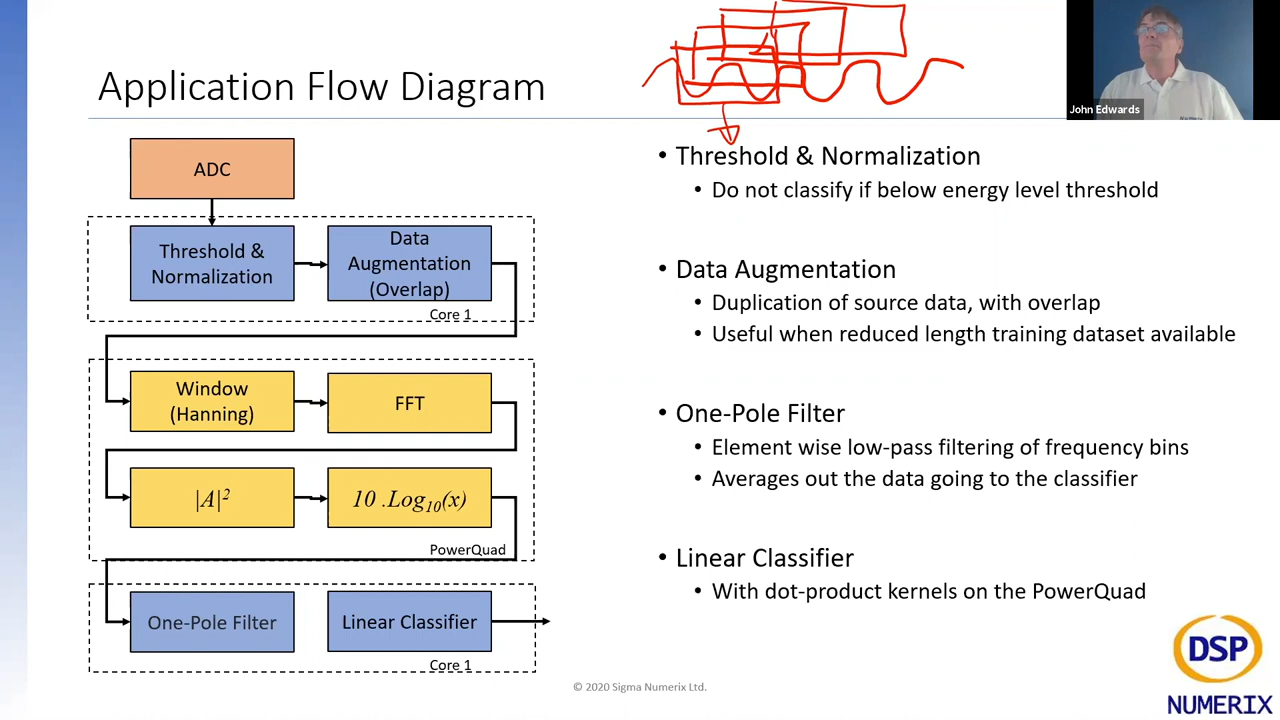 Application Flow Diagram
John Edwards
ADC
Threshold &
Normalization
Data
Augmentation
(Overlap)
Core 1
Window
(Hanning)
FFT
|A|²
10 .Log₁₀(x)
PowerQuad
One-Pole Filter
Linear Classifier
Core 1
• Threshold & Normalization
• Do not classify if below energy level threshold
• Data Augmentation
• Duplication of source data, with overlap
• Useful when reduced length training dataset available
• One-Pole Filter
• Element wise low-pass filtering of frequency bins
• Averages out the data going to the classifier
• Linear Classifier
• With dot-product kernels on the PowerQuad
© 2020 Sigma Numerix Ltd.
DSP
NUMERIX